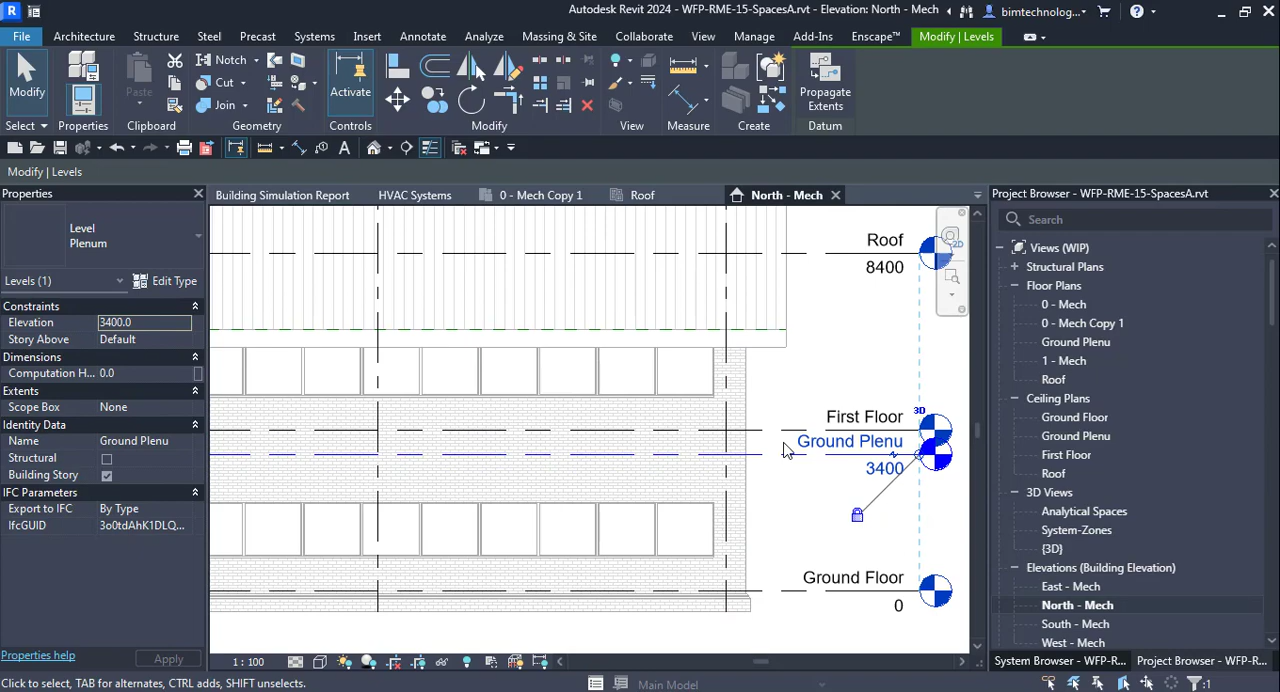 R
Autodesk Revit 2024 - WFP-RME-15-SpacesA.rvt - Elevation: North - Mech
bimtechnolog...
File
Architecture
Structure
Steel
Precast
Systems
Insert
Annotate
Analyze
Massing & Site
Collaborate
View
Manage
Add-Ins
Enscape™
Modify | Levels
Modify
Paste
Notch
Cut
Join
Activate
Propagate
Extents
Select
Properties
Clipboard
Geometry
Controls
Modify
View
Measure
Create
Datum
Modify | Levels
Properties
Level
Plenum
Levels (1)
Edit Type
Constraints
Elevation 3400.0
Story Above Default
Dimensions
Computation H... 0.0
Extents
Scope Box None
Identity Data
Name Ground Plenu
Structural
Building Story
IFC Parameters
Export to IFC By Type
IfcGUID 3o0tdAhK1DLQ...
Properties help
Apply
Building Simulation Report
HVAC Systems
0 - Mech Copy 1
Roof
North - Mech
2D
Roof
8400
3D
First Floor
Ground Plenu
3400
Ground Floor
0
1 : 100
Project Browser - WFP-RME-15-SpacesA.rvt
Search
Views (WIP)
Structural Plans
Floor Plans
0 - Mech
0 - Mech Copy 1
Ground Plenu
1 - Mech
Roof
Ceiling Plans
Ground Floor
Ground Plenu
First Floor
Roof
3D Views
Analytical Spaces
System-Zones
{3D}
Elevations (Building Elevation)
East - Mech
North - Mech
South - Mech
West - Mech
System Browser - WFP-R...
Project Browser - WFP-R...
Click to select, TAB for alternates, CTRL adds, SHIFT unselects.
Main Model
:1